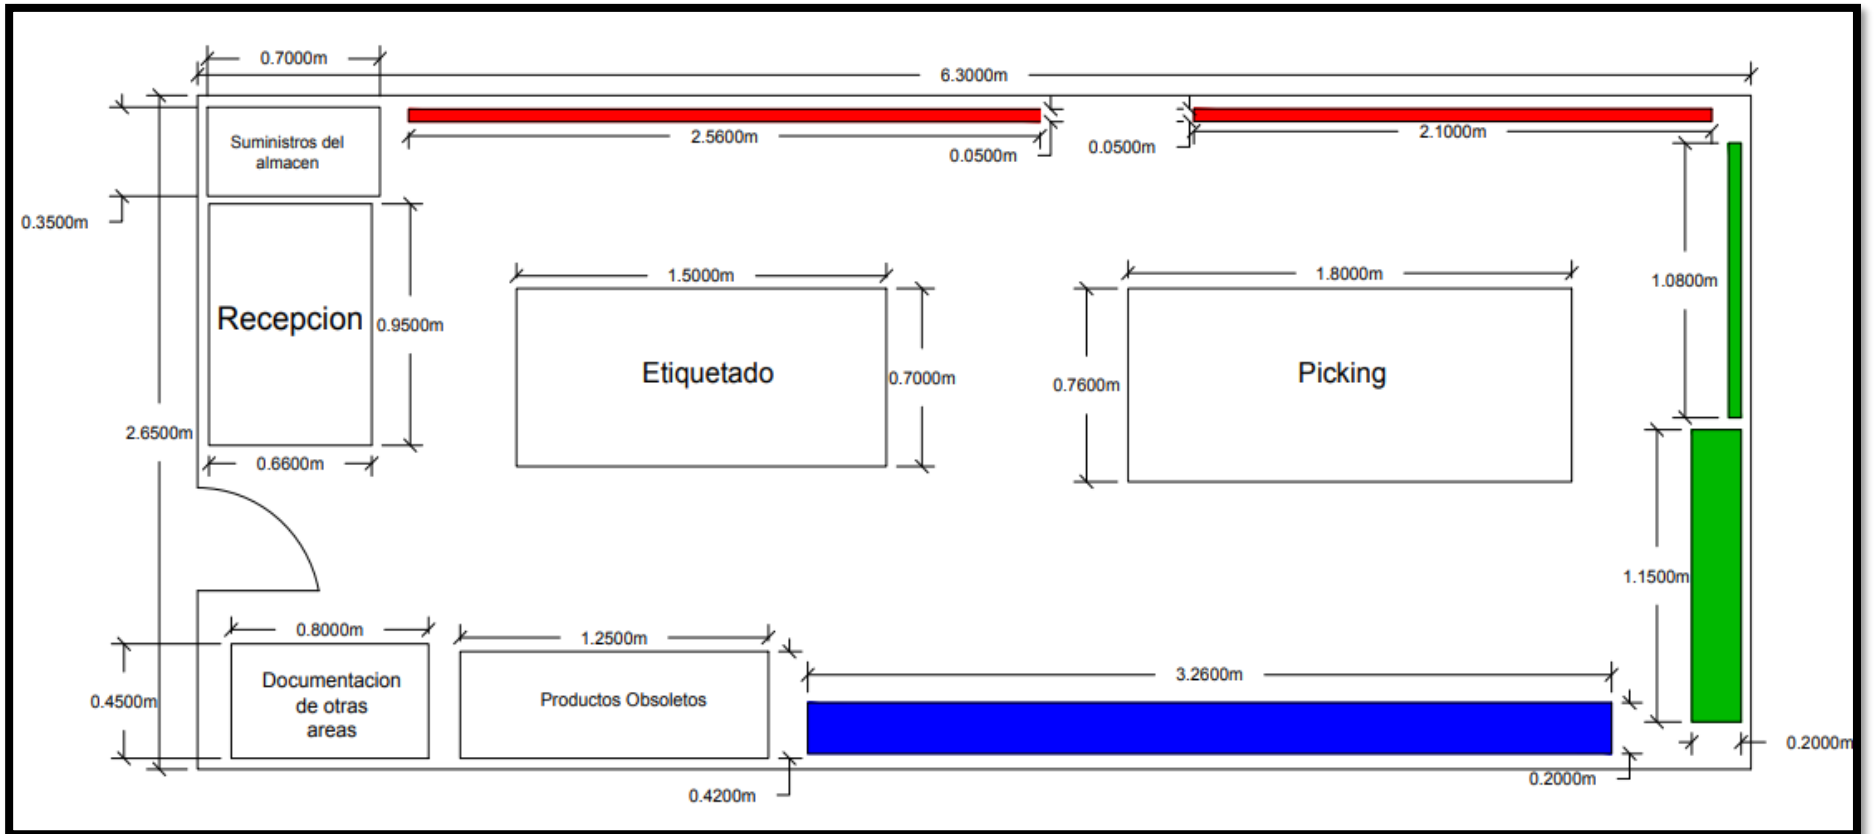 0.7000m
6.3000m
Suministros del
almacen
2.5600m
0.0500m
0.0500m
2.1000m
0.3500m
Recepcion
0.9500m
1.5000m
1.8000m
1.0800m
Etiquetado
0.7000m
0.7600m
Picking
2.6500m
0.6600m
1.1500m
0.8000m
1.2500m
3.2600m
0.4500m
Documentacion
de otras
areas
Productos Obsoletos
0.4200m
0.2000m
0.2000m